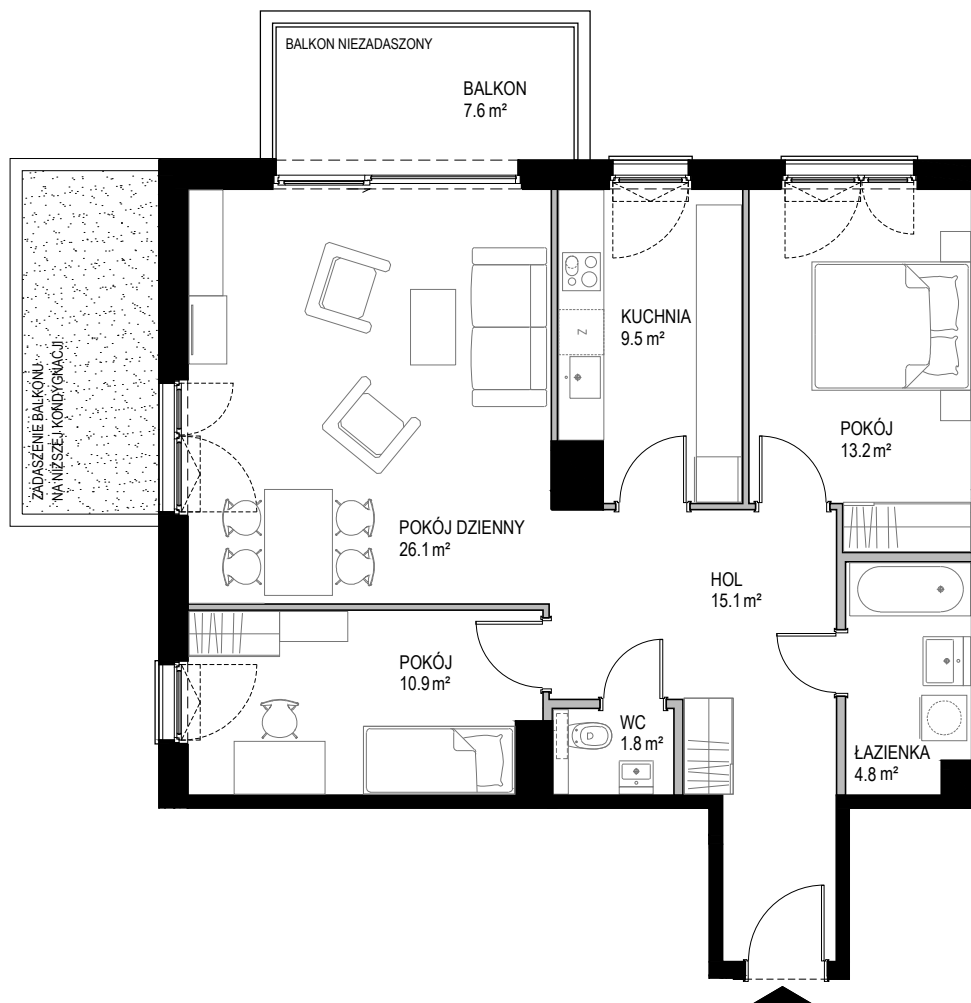 BALKON NIEZADASZONY
BALKON
7.6 m²
ZADASZENIE BALKONU
NA NIŻSZEJ KONDYGNACJI
KUCHNIA
9.5 m²
Z
POKÓJ
13.2 m²
POKÓJ DZIENNY
26.1 m²
HOL
15.1 m²
POKÓJ
10.9 m²
WC
1.8 m²
ŁAZIENKA
4.8 m²